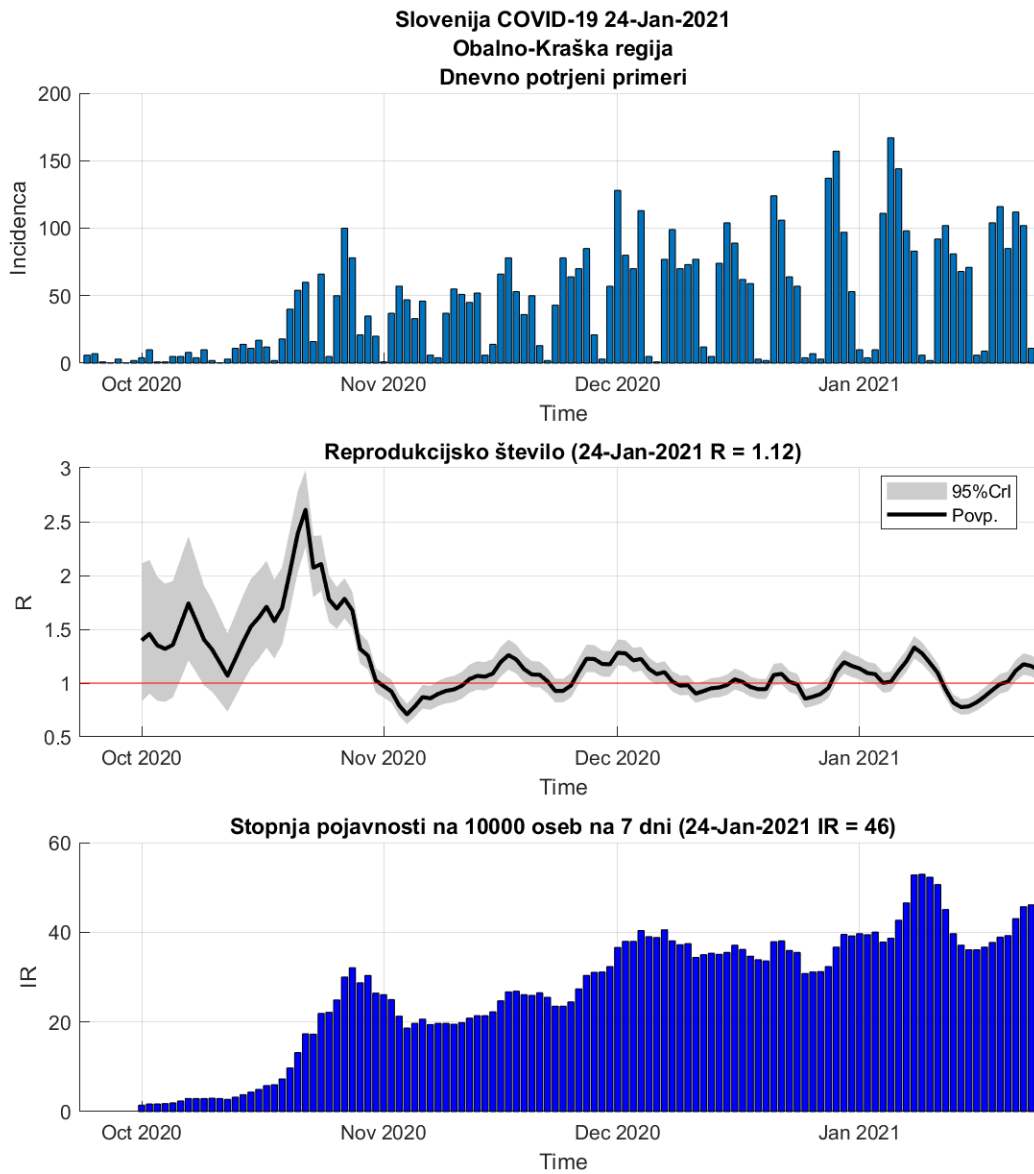 Slovenija COVID-19 24-Jan-2021
Obalno-Kraška regija
Dnevno potrjeni primeri
200
150
100
50
0
Incidenca
Oct 2020 Nov 2020 Dec 2020 Jan 2021
Time
Reprodukcijsko število (24-Jan-2021 R = 1.12)
3
2.5
2
1.5
1
0.5
R
95%CrI
Povp.
Oct 2020 Nov 2020 Dec 2020 Jan 2021
Time
Stopnja pojavnosti na 10000 oseb na 7 dni (24-Jan-2021 IR = 46)
60
40
20
0
IR
Oct 2020 Nov 2020 Dec 2020 Jan 2021
Time